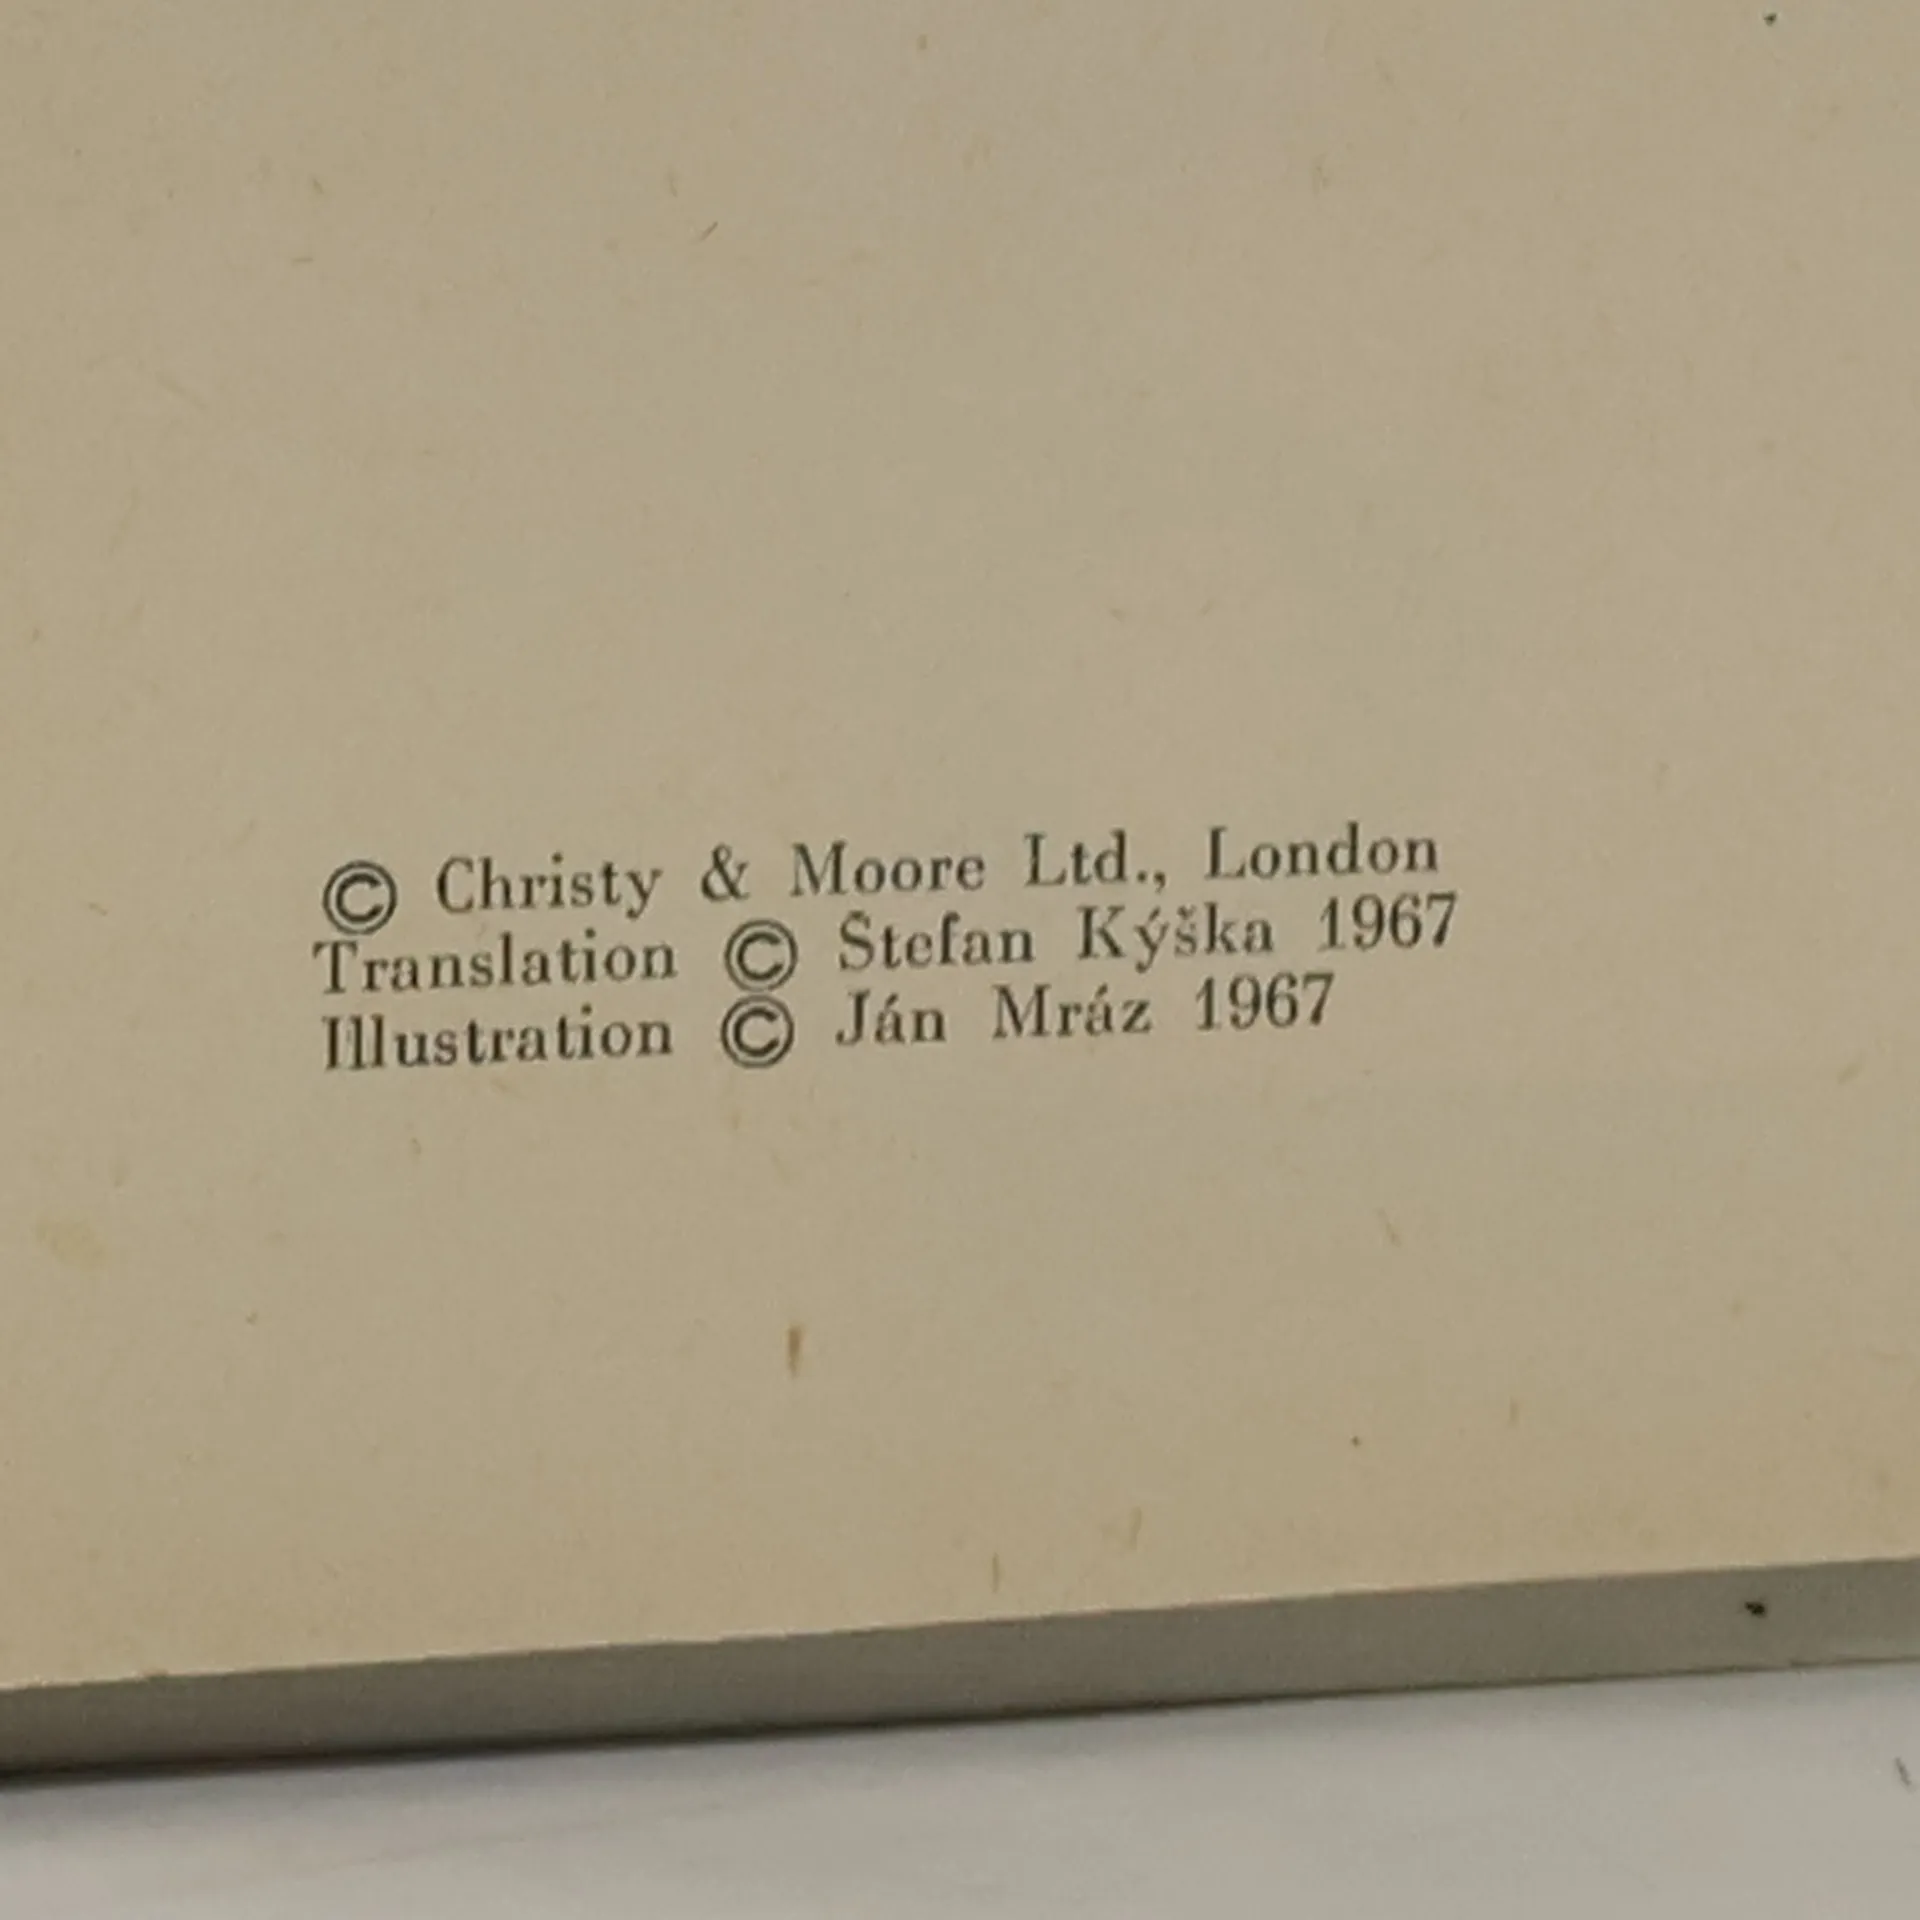 © Christy & Moore Ltd., London
Translation © Štefan Kýška 1967
Illustration © Ján Mráz 1967